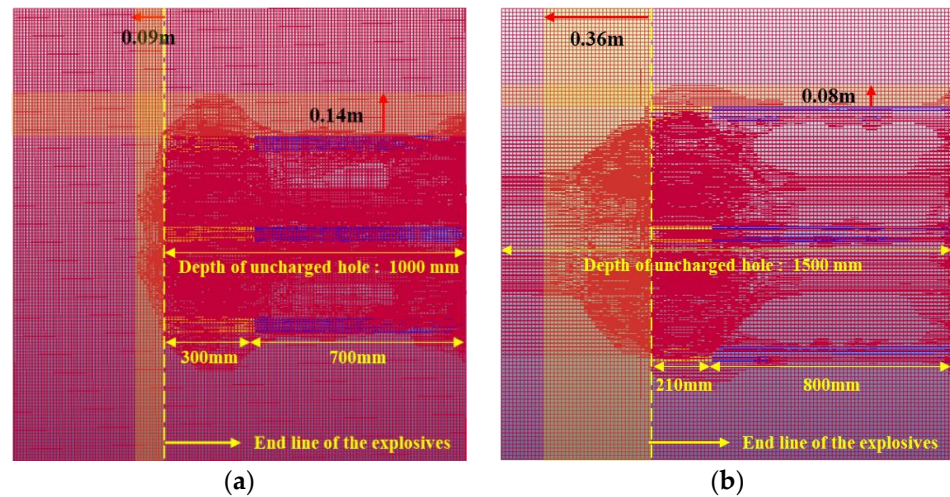 0.09m
0.14m
Depth of uncharged hole : 1000 mm
300mm 700mm
End line of the explosives
(a)
0.36m
0.08m
Depth of uncharged hole : 1500 mm
210mm 800mm
End line of the explosives
(b)